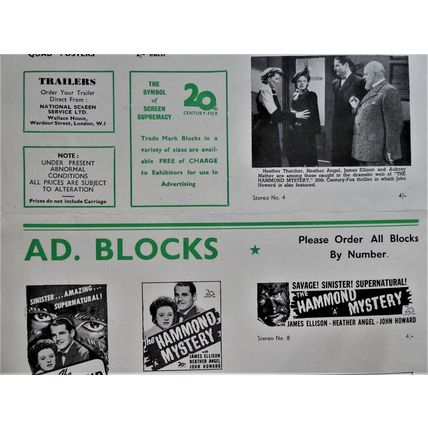 QUAD POSTERS 2/- each
TRAILERS
Order Your Trailer
Direct From :
NATIONAL SCREEN
SERVICE LTD.
Wallace House,
Wardour Street, London, W.1
NOTE :
UNDER PRESENT
ABNORMAL
CONDITIONS
ALL PRICES ARE SUBJECT
TO ALTERATION
Prices do not include Carriage
THE
SYMBOL
of
SCREEN
SUPREMACY
20th
CENTURY-FOX
Trade Mark Blocks in a
variety of sizes are avail-
able FREE of CHARGE
to Exhibitors for use In
Advertising
Heather Thatcher, Heather Angel, James Ellison and Aubrey
Mather are among those caught in the dramatic web of "THE
HAMMOND MYSTERY," 20th Century-Fox thriller in which John
Howard is also featured.
Stereo No. 4 4/-
AD. BLOCKS
Please Order All Blocks
By Number.
SINISTER...AMAZING...
SUPERNATURAL!
The
The
HAMMOND
MYSTERY
with
JAMES ELLISON
HEATHER ANGEL
JOHN HOWARD
20
SAVAGE! SINISTER! SUPERNATURAL!
THE
HAMMOND
MYSTERY
with
JAMES ELLISON · HEATHER ANGEL · JOHN HOWARD
Stereo No 8 4/-